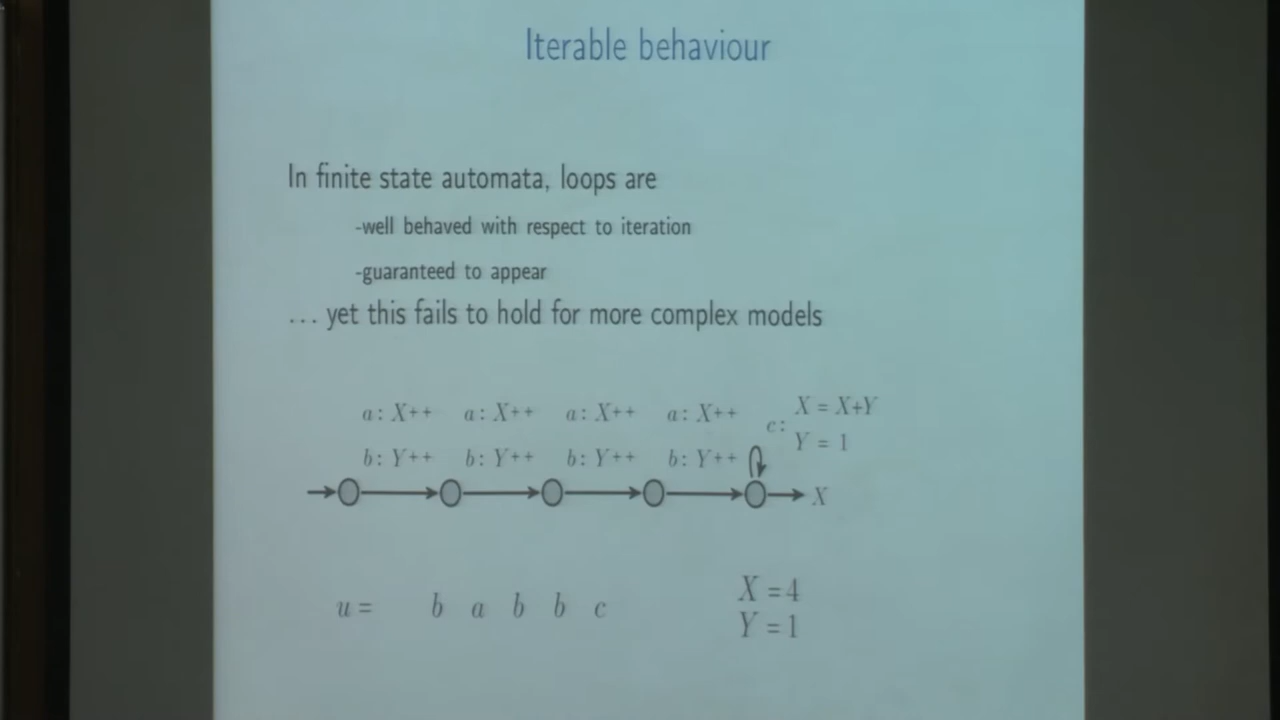 Iterable behaviour
In finite state automata, loops are
-well behaved with respect to iteration
-guaranteed to appear
... yet this fails to hold for more complex models
a: X++ a: X++ a: X++ a: X++ c: X = X+Y
b: Y++ b: Y++ b: Y++ b: Y++ Y = 1
X
u = b a b b c X = 4
Y = 1